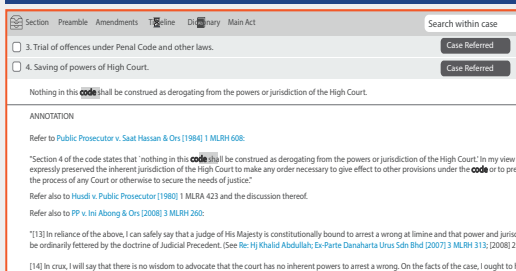 Section Preamble Amendments Timeline Dictionary Main Act Search within case
3. Trial of offences under Penal Code and other laws. Case Referred
4. Saving of powers of High Court. Case Referred
Nothing in this code shall be construed as derogating from the powers or jurisdiction of the High Court.
ANNOTATION
Refer to Public Prosecutor v. Saat Hassan & Ors [1984] 1 MLRH 608:
"Section 4 of the code states that `nothing in this code shall be construed as derogating from the powers or jurisdiction of the High Court.' In my view
expressly preserved the inherent jurisdiction of the High Court to make any order necessary to give effect to other provisions under the code or to pre
the process of any Court or otherwise to secure the needs of justice."
Refer also to Husdi v. Public Prosecutor [1980] 1 MLRA 423 and the discussion thereof.
Refer also to PP v. Ini Abong & Ors [2008] 3 MLRH 260:
"[13] In reliance of the above, I can safely say that a judge of His Majesty is constitutionally bound to arrest a wrong at limine and that power and jurisd
be ordinarily fettered by the doctrine of Judicial Precedent. (See Re: Hj Khalid Abdullah; Ex-Parte Danaharta Urus Sdn Bhd [2007] 3 MLRH 313; [2008] 2
[14] In crux, I will say that there is no wisdom to advocate that the court has no inherent powers to arrest a wrong. On the facts of the case, I ought to h